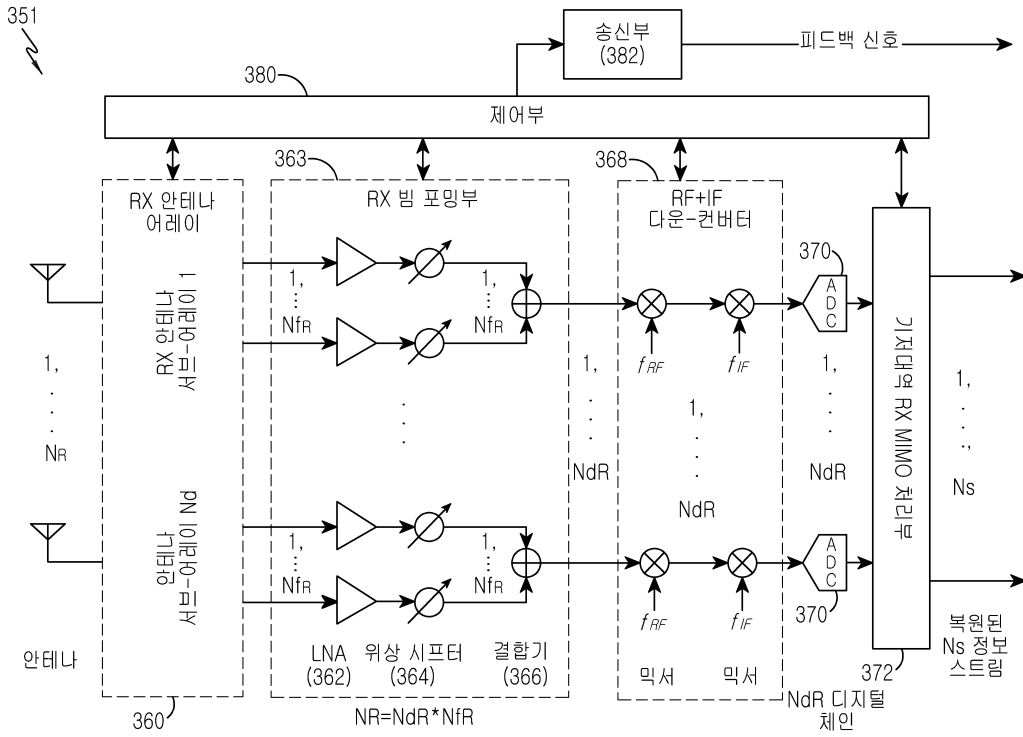 351
송신부
(382)
피드백 신호
380
제어부
363
368
RX 안테나
어레이
RX 빔 포밍부
RF+IF
다운-컨버터
370
RX 안테나
서브-어레이 1
1,
...
NfR
1,
...
NfR
A
D
C
fRF
fIF
1,
. . . .
NR
1,
. . . .
NdR
1,
. . . .
NdR
1,
. . . .
NdR
기저대역 RX MIMO 처리부
1,
. . . .,
Ns
. . .
안테나
서브-어레이 Nd
1,
...
NfR
1,
...
NfR
A
D
C
370
fRF
fIF
안테나
LNA
(362)
위상 시프터
(364)
결합기
(366)
믹서
믹서
372
복원된
Ns 정보
스트림
360
NR=NdR*NfR
NdR 디지털
체인